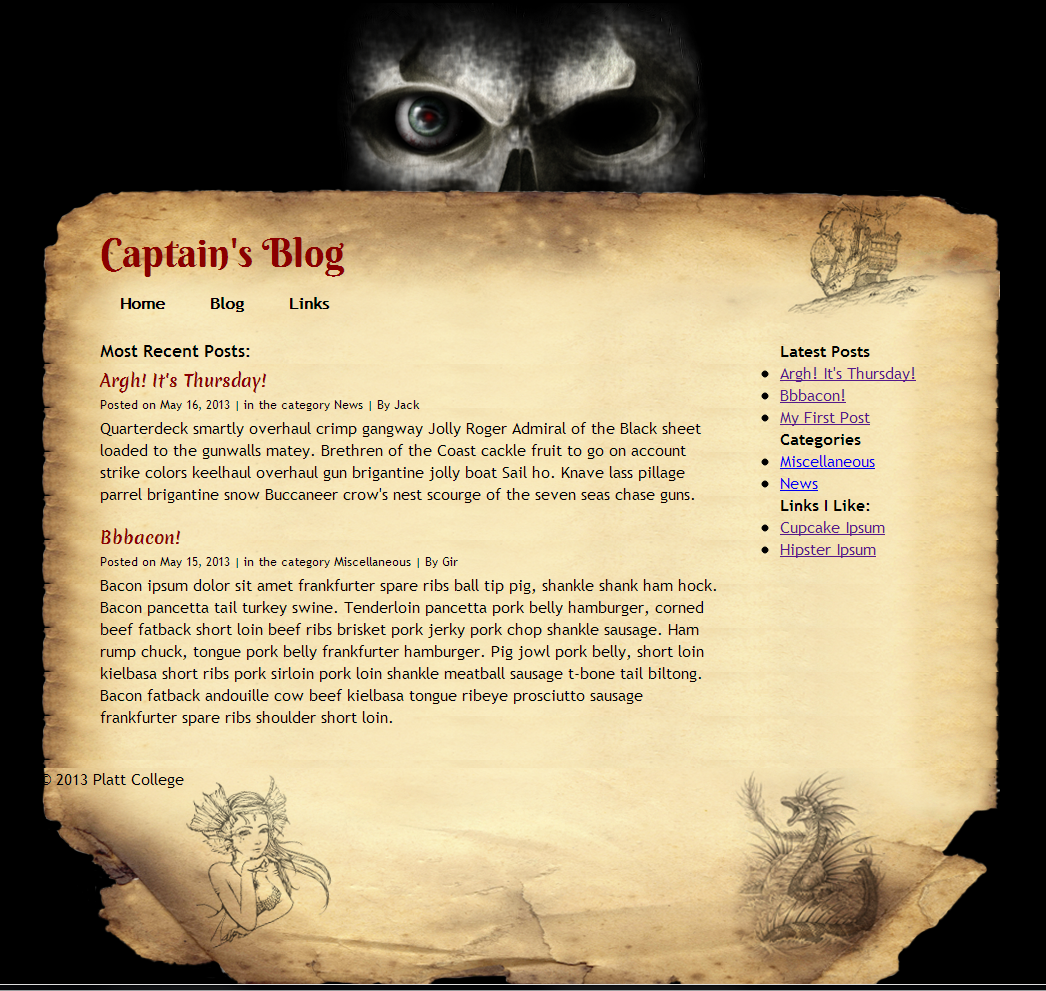 Captain's Blog
Home Blog Links
Most Recent Posts:
Argh! It's Thursday!
Posted on May 16, 2013 | in the category News | By Jack
Quarterdeck smartly overhaul crimp gangway Jolly Roger Admiral of the Black sheet
loaded to the gunwalls matey. Brethren of the Coast cackle fruit to go on account
strike colors keelhaul overhaul gun brigantine jolly boat Sail ho. Knave lass pillage
parrel brigantine snow Buccaneer crow's nest scourge of the seven seas chase guns.
Bbbacon!
Posted on May 15, 2013 | in the category Miscellaneous | By Gir
Bacon ipsum dolor sit amet frankfurter spare ribs ball tip pig, shankle shank ham hock.
Bacon pancetta tail turkey swine. Tenderloin pancetta pork belly hamburger, corned
beef fatback short loin beef ribs brisket pork jerky pork chop shankle sausage. Ham
rump chuck, tongue pork belly frankfurter hamburger. Pig jowl pork belly, short loin
kielbasa short ribs pork sirloin pork loin shankle meatball sausage t-bone tail biltong.
Bacon fatback andouille cow beef kielbasa tongue ribeye prosciutto sausage
frankfurter spare ribs shoulder short loin.
Latest Posts
Argh! It's Thursday!
Bbbacon!
My First Post
Categories
Miscellaneous
News
Links I Like:
Cupcake Ipsum
Hipster Ipsum
© 2013 Platt College